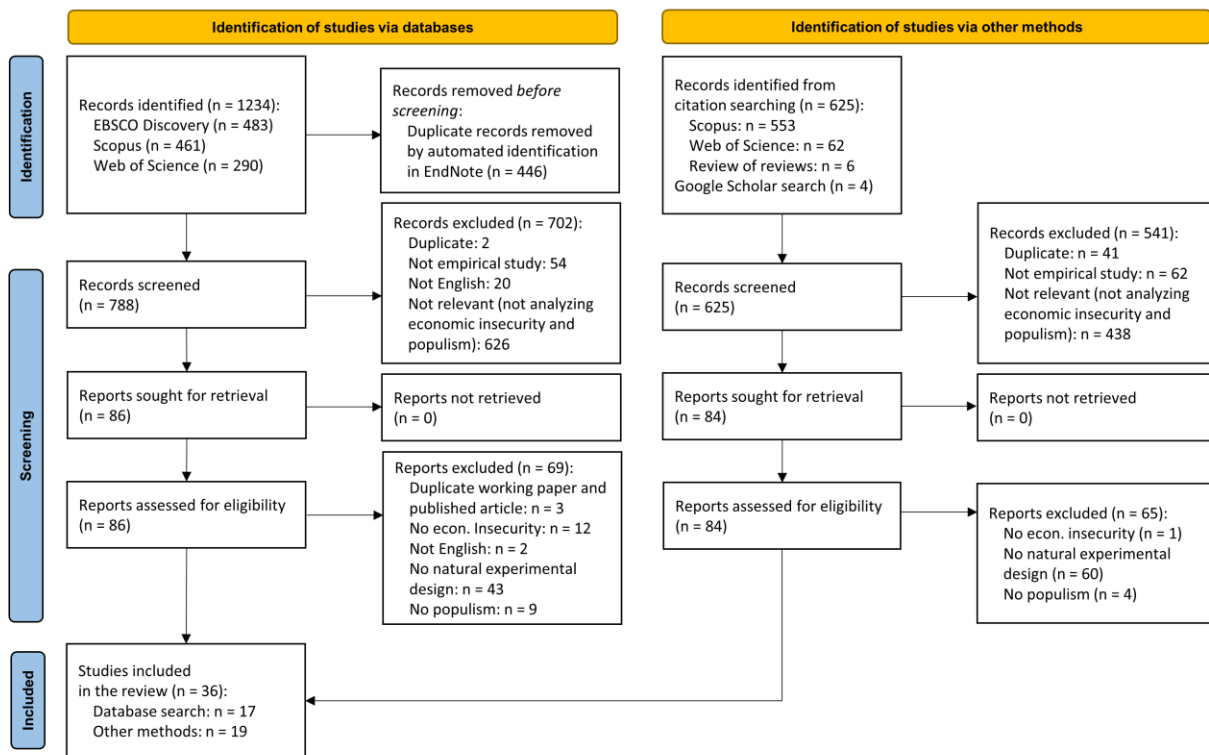 Identification of studies via databases
Identification of studies via other methods
Identification
Records identified (n = 1234):
EBSCO Discovery (n = 483)
Scopus (n = 461)
Web of Science (n = 290)
Records removed before
screening:
Duplicate records removed
by automated identification
in EndNote (n = 446)
Records identified from
citation searching (n = 625):
Scopus: n = 553
Web of Science: n = 62
Review of reviews: n = 6
Google Scholar search (n = 4)
Screening
Records screened
(n = 788)
Records excluded (n = 702):
Duplicate: 2
Not empirical study: 54
Not English: 20
Not relevant (not analyzing
economic insecurity and
populism): 626
Records screened
(n = 625)
Records excluded (n = 541):
Duplicate: n = 41
Not empirical study: n = 62
Not relevant (not analyzing
economic insecurity and
populism): n = 438
Reports sought for retrieval
(n = 86)
Reports not retrieved
(n = 0)
Reports sought for retrieval
(n = 84)
Reports not retrieved
(n = 0)
Reports assessed for eligibility
(n = 86)
Reports excluded (n = 69):
Duplicate working paper and
published article: n = 3
No econ. Insecurity: n = 12
Not English: n = 2
No natural experimental
design: n = 43
No populism: n = 9
Reports assessed for eligibility
(n = 84)
Reports excluded (n = 65):
No econ. insecurity (n = 1)
No natural experimental
design (n = 60)
No populism (n = 4)
Included
Studies included
in the review (n = 36):
Database search: n = 17
Other methods: n = 19